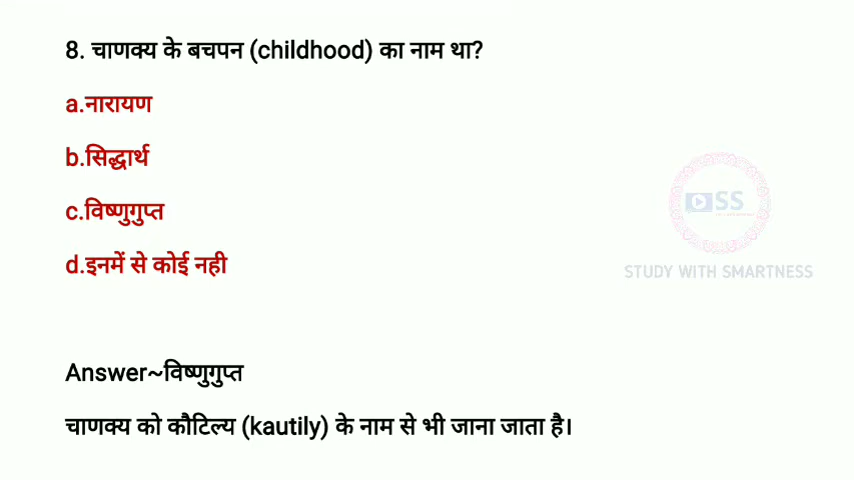 8. चाणक्य के बचपन (childhood) का नाम था?
a.नारायण
b.सिद्धार्थ
c.विष्णुगुप्त
d.इनमें से कोई नही
SS
STUDY WITH SMARTNESS
Answer~विष्णुगुप्त
चाणक्य को कौटिल्य (kautily) के नाम से भी जाना जाता है।